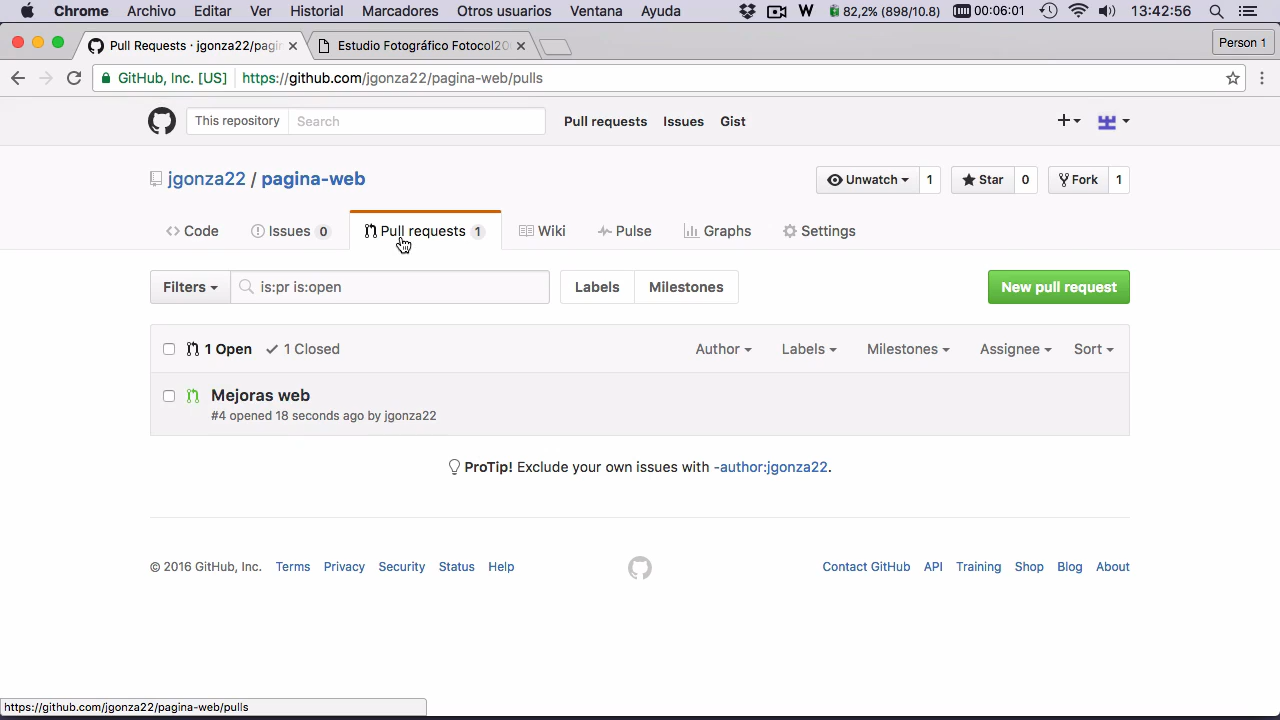 Chrome Archivo Editar Ver Historial Marcadores Otros usuarios Ventana Ayuda W 82,2% (898/10.8) 00:06:01 13:42:56
Pull Requests · jgonza22/pagin Estudio Fotográfico Fotocol20 Person 1
GitHub, Inc. [US] https://github.com/jgonza22/pagina-web/pulls
This repository Search Pull requests Issues Gist
jgonza22 / pagina-web Unwatch 1 Star 0 Fork 1
Code Issues 0 Pull requests 1 Wiki Pulse Graphs Settings
Filters is:pr is:open Labels Milestones New pull request
1 Open 1 Closed Author Labels Milestones Assignee Sort
Mejoras web
#4 opened 18 seconds ago by jgonza22
ProTip! Exclude your own issues with -author:jgonza22.
© 2016 GitHub, Inc. Terms Privacy Security Status Help Contact GitHub API Training Shop Blog About
https://github.com/jgonza22/pagina-web/pulls